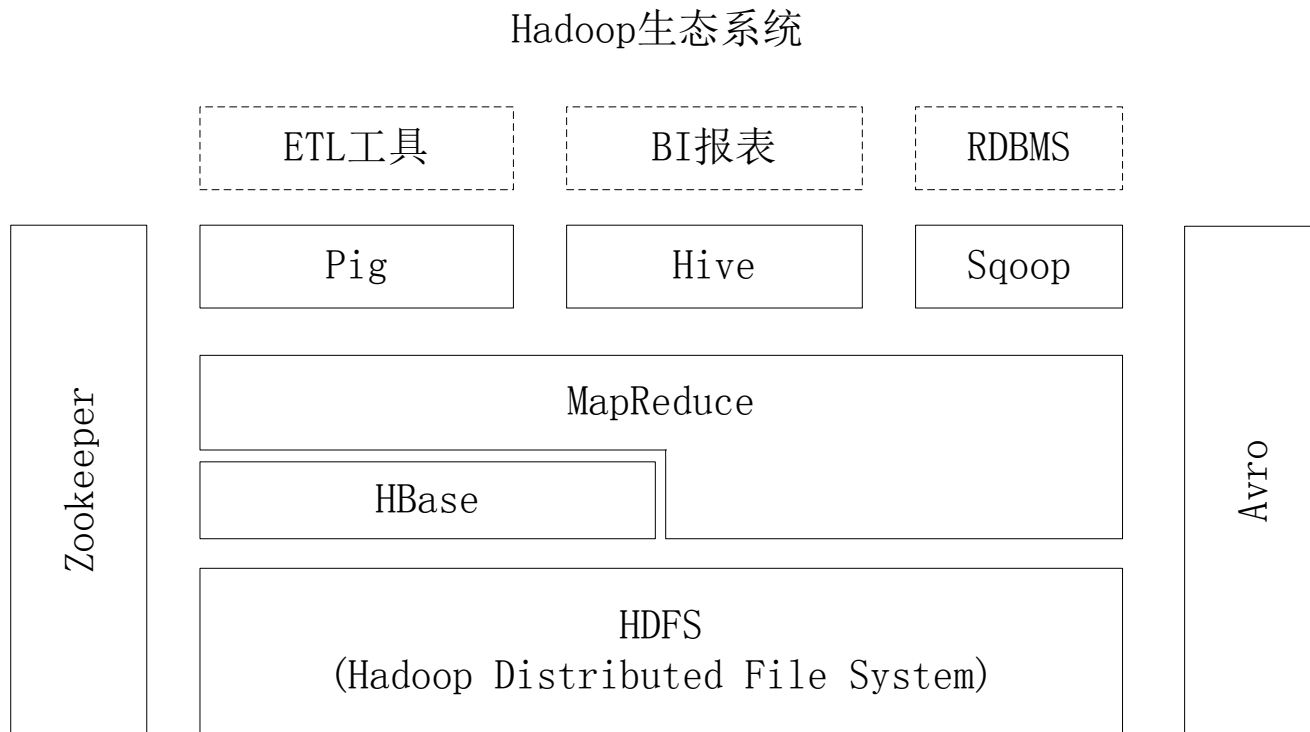 Hadoop生态系统
ETL工具
BI报表
RDBMS
Pig
Hive
Sqoop
Zookeeper
MapReduce
HBase
Avro
HDFS
(Hadoop Distributed File System)